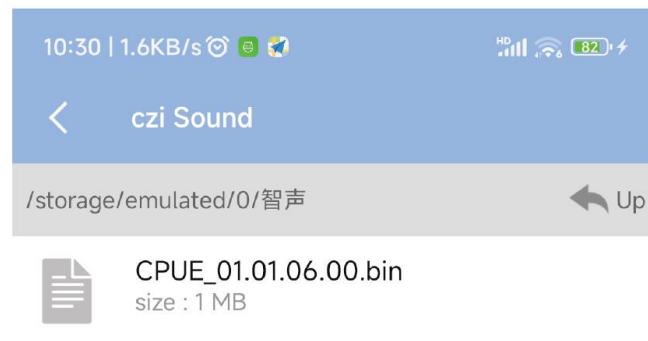 10:30 | 1.6KB/s
HD 82
czi Sound
/storage/emulated/0/智声 Up
CPUE_01.01.06.00.bin
size : 1 MB